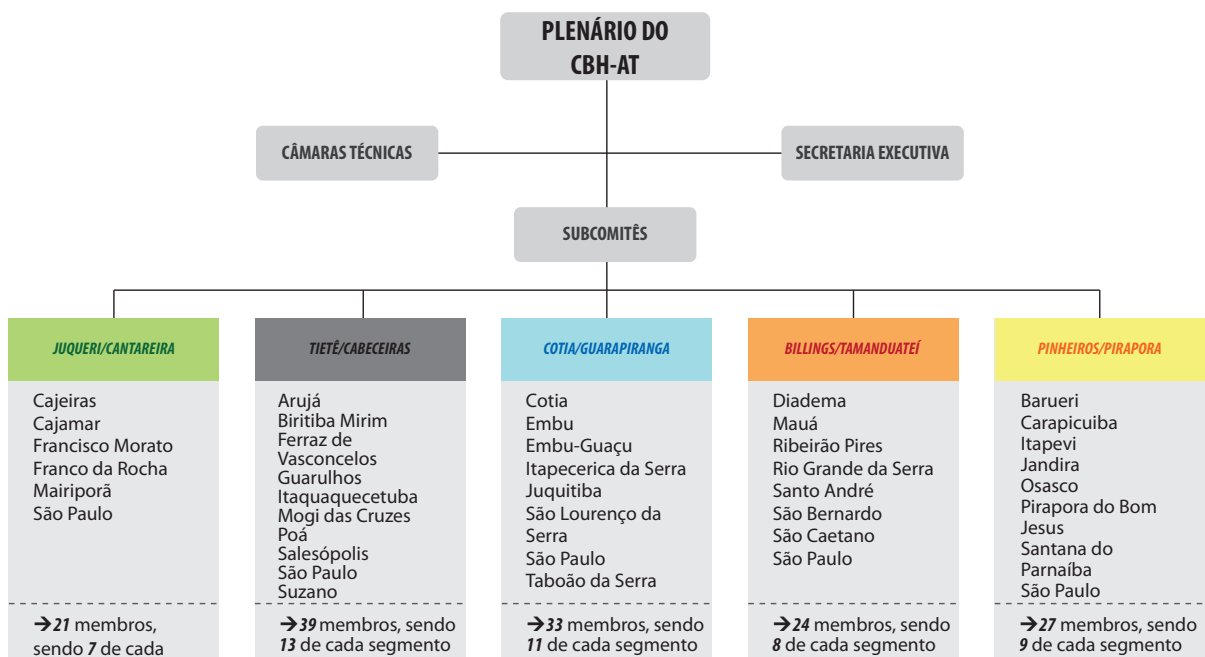 PLENÁRIO DO
CBH-AT
CÂMARAS TÉCNICAS
SECRETARIA EXECUTIVA
SUBCOMITÊS
JUQUERI/CANTAREIRA
Cajeiras
Cajamar
Francisco Morato
Franco da Rocha
Mairiporã
São Paulo
→21 membros,
sendo 7 de cada
TIETÊ/CABECEIRAS
Arujá
Biritiba Mirim
Ferraz de
Vasconcelos
Guarulhos
Itaquaquecetuba
Mogi das Cruzes
Poá
Salesópolis
São Paulo
Suzano
→39 membros, sendo
13 de cada segmento
COTIA/GUARAPIRANGA
Cotia
Embu
Embu-Guaçu
Itapecerica da Serra
Juquitiba
São Lourenço da
Serra
São Paulo
Taboão da Serra
→33 membros, sendo
11 de cada segmento
BILLINGS/TAMANDUATEÍ
Diadema
Mauá
Ribeirão Pires
Rio Grande da Serra
Santo André
São Bernardo
São Caetano
São Paulo
→24 membros, sendo
8 de cada segmento
PINHEIROS/PIRAPORA
Barueri
Carapicuiba
Itapevi
Jandira
Osasco
Pirapora do Bom
Jesus
Santana do
Parnaíba
São Paulo
→27 membros, sendo
9 de cada segmento